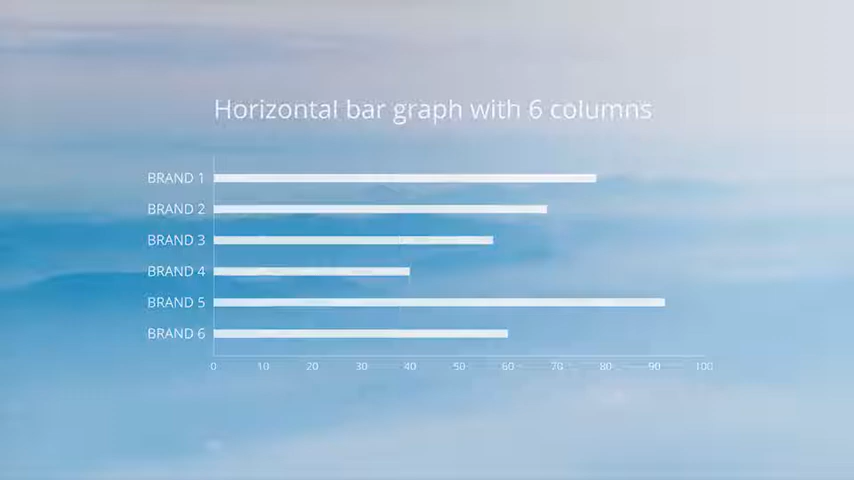 Horizontal bar graph with 6 columns
BRAND 1
BRAND 2
BRAND 3
BRAND 4
BRAND 5
BRAND 6
0 10 20 30 40 50 60 70 80 90 100